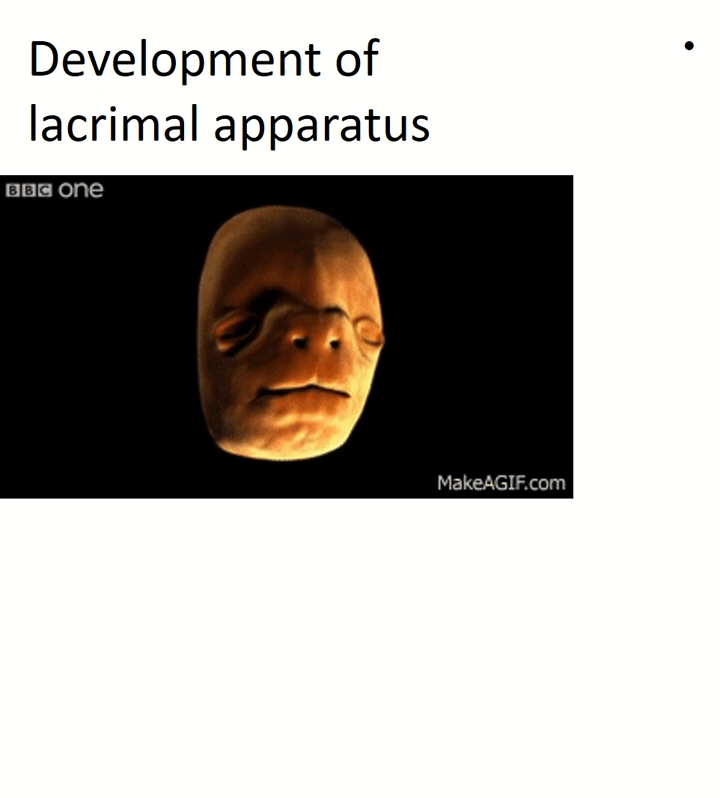 Development of
lacrimal apparatus
•
BBC one
MakeAGIF.com